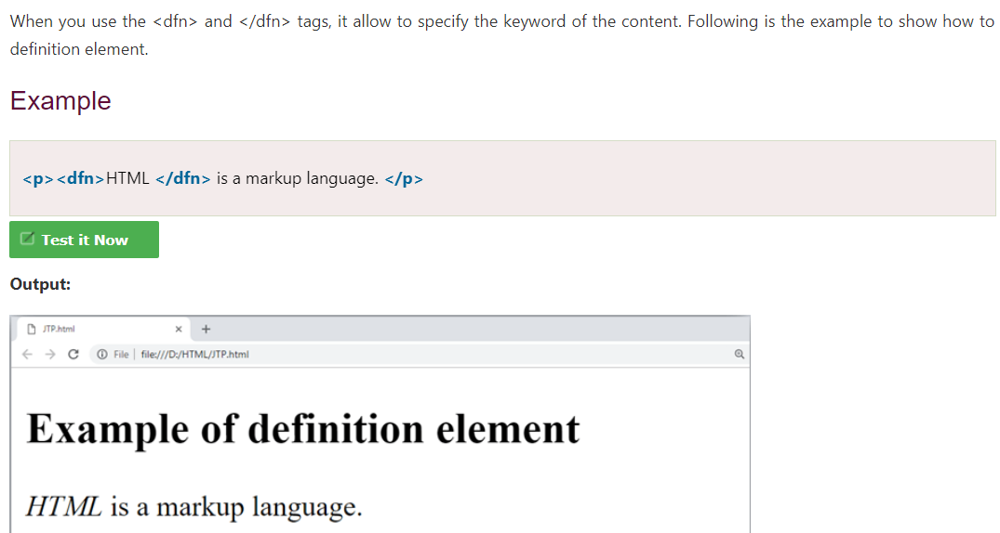 When you use the <dfn> and </dfn> tags, it allow to specify the keyword of the content. Following is the example to show how to
definition element.
Example
<p><dfn>HTML </dfn> is a markup language. </p>
Test it Now
Output:
JTP.html
File | file:///D:/HTML/JTP.html
Example of definition element
HTML is a markup language.